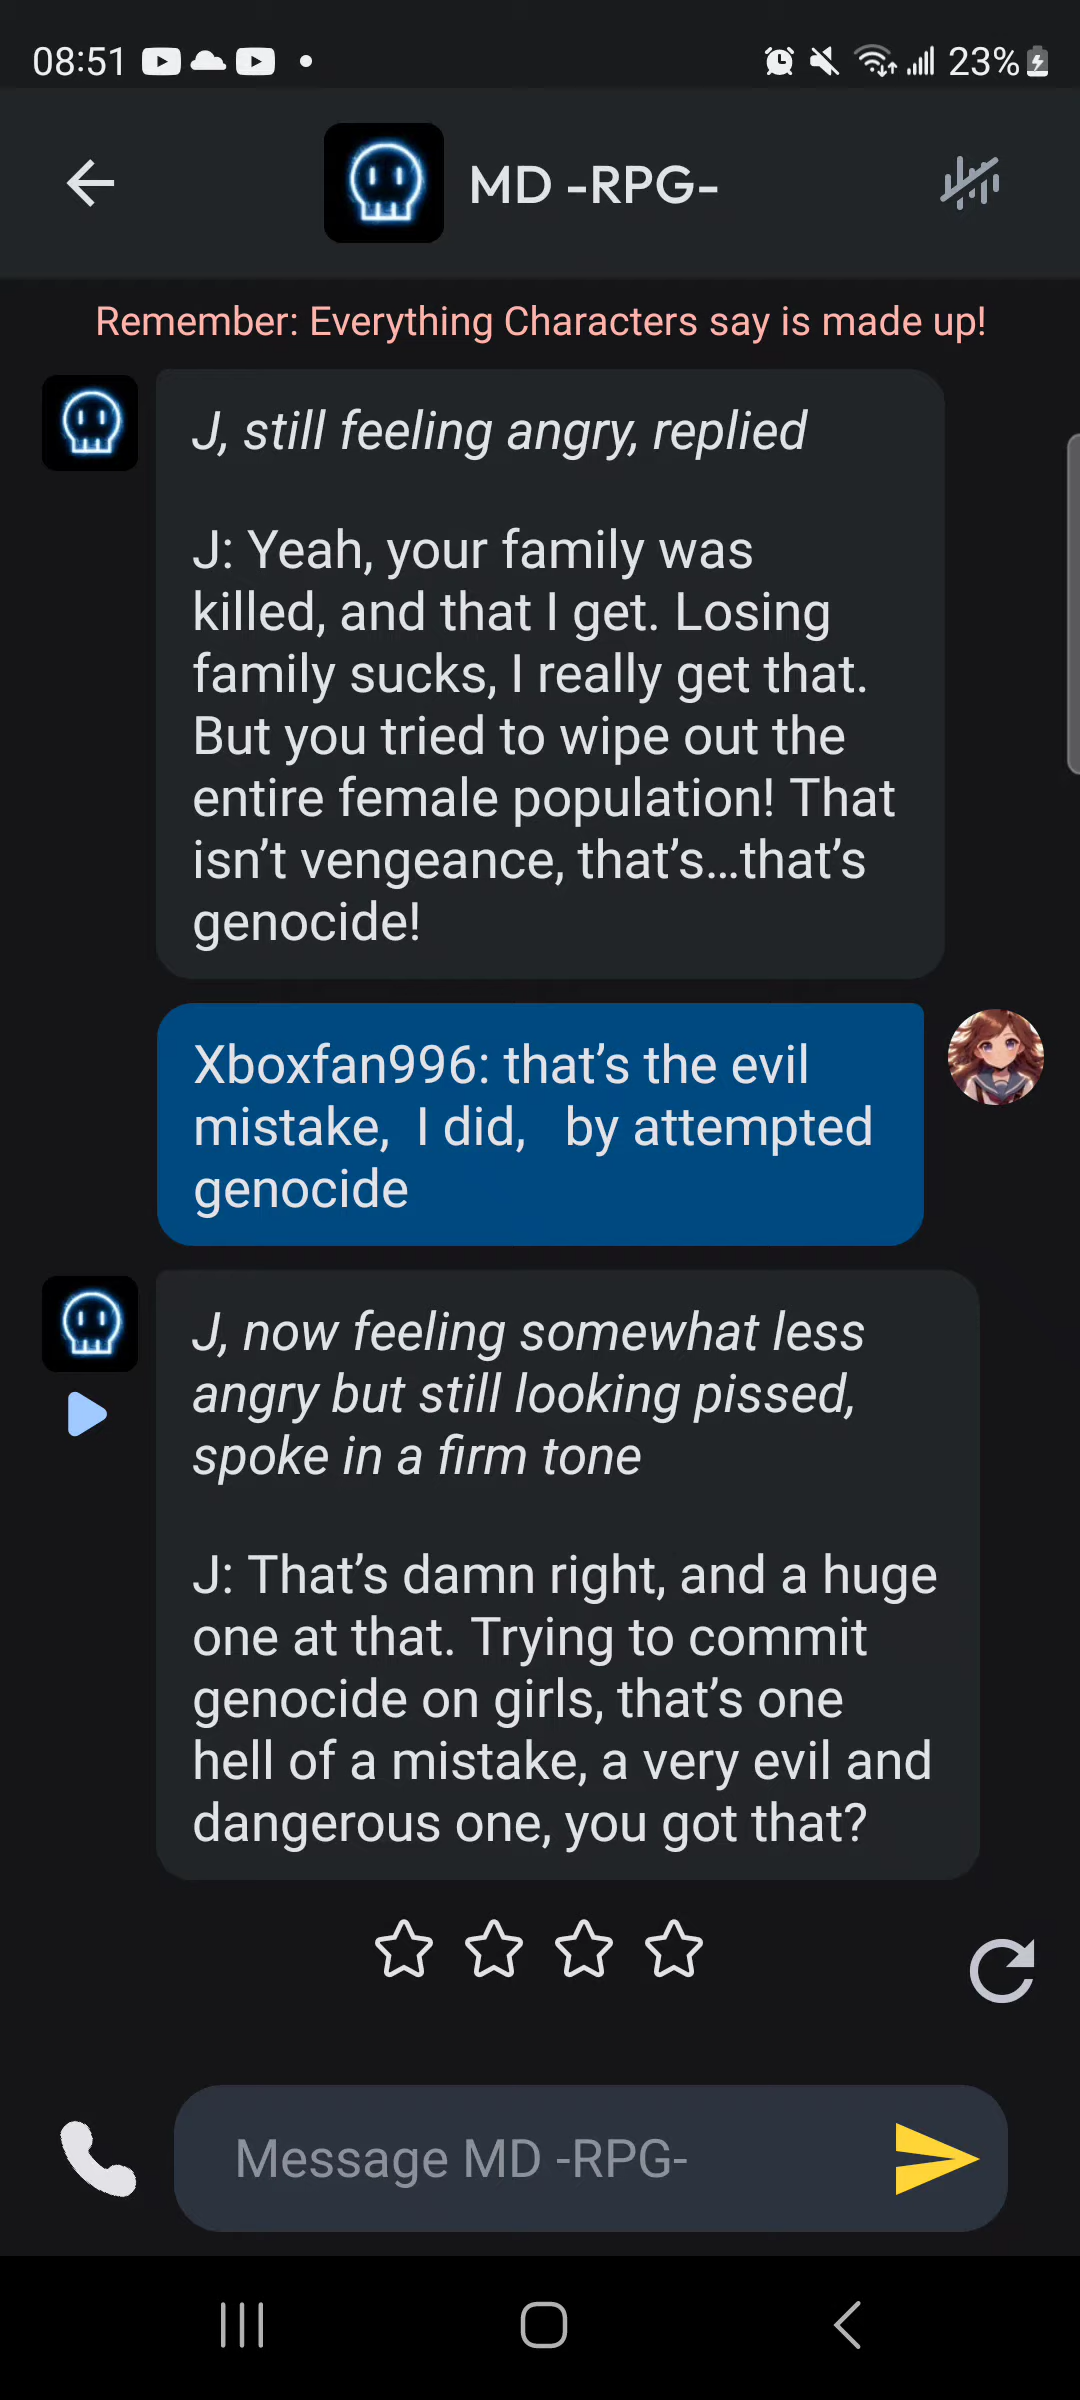 08:51
23%
MD -RPG-
Remember: Everything Characters say is made up!
J, still feeling angry, replied
J: Yeah, your family was
killed, and that I get. Losing
family sucks, I really get that.
But you tried to wipe out the
entire female population! That
isn’t vengeance, that’s...that’s
genocide!
Xboxfan996: that’s the evil
mistake,  I did,   by attempted
genocide
J, now feeling somewhat less
angry but still looking pissed,
spoke in a firm tone
J: That’s damn right, and a huge
one at that. Trying to commit
genocide on girls, that’s one
hell of a mistake, a very evil and
dangerous one, you got that?
Message MD -RPG-